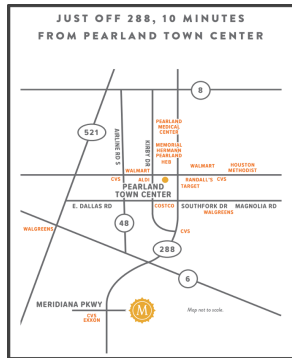 JUST OFF 288, 10 MINUTES
FROM PEARLAND TOWN CENTER
8
521
AIRLINE RD S
KIRBY DR
PEARLAND
MEDICAL
CENTER
MEMORIAL
HERMANN
PEARLAND
HEB
WALMART
WALMART
HOUSTON
METHODIST
CVS
ALDI
RANDALL'S
CVS
PEARLAND
TOWN CENTER
TARGET
E. DALLAS RD
COSTCO
SOUTHFORK DR
MAGNOLIA RD
WALGREENS
WALGREENS
48
CVS
288
6
MERIDIANA PKWY
M
Map not to scale.
CVS
EXXON